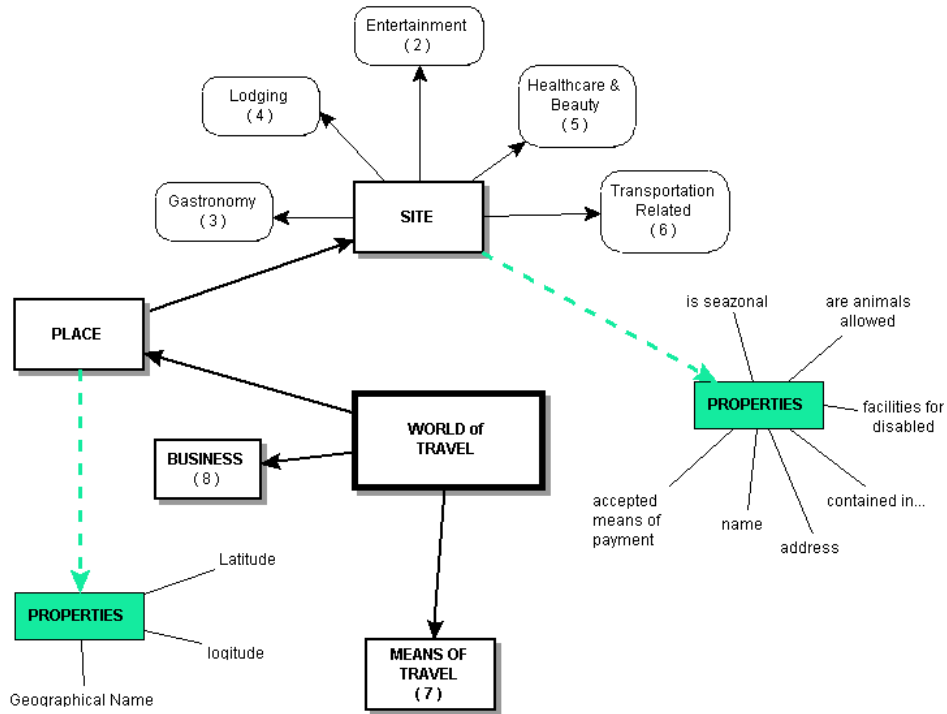 Entertainment
( 2 )
Healthcare &
Beauty
( 5 )
Lodging
( 4 )
Gastronomy
( 3 )
SITE
Transportation
Related
( 6 )
PLACE
is seazonal
are animals
allowed
PROPERTIES
facilities for
disabled
WORLD of
TRAVEL
BUSINESS
( 8 )
accepted
means of
payment
name
address
contained in...
Latitude
PROPERTIES
logitude
Geographical Name
MEANS OF
TRAVEL
( 7 )